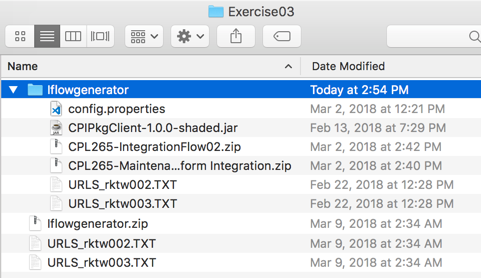 Exercise03
Name Date Modified
Iflowgenerator Today at 2:54 PM
config.properties Mar 2, 2018 at 12:21 PM
CPIPkgClient-1.0.0-shaded.jar Feb 13, 2018 at 7:29 PM
CPL265-IntegrationFlow02.zip Mar 2, 2018 at 2:42 PM
CPL265-Maintena...form Integration.zip Mar 2, 2018 at 2:40 PM
URLS_rktw002.TXT Feb 22, 2018 at 12:28 PM
URLS_rktw003.TXT Feb 22, 2018 at 12:28 PM
Iflowgenerator.zip Mar 9, 2018 at 2:34 AM
URLS_rktw002.TXT Mar 9, 2018 at 2:34 AM
URLS_rktw003.TXT Mar 9, 2018 at 2:34 AM